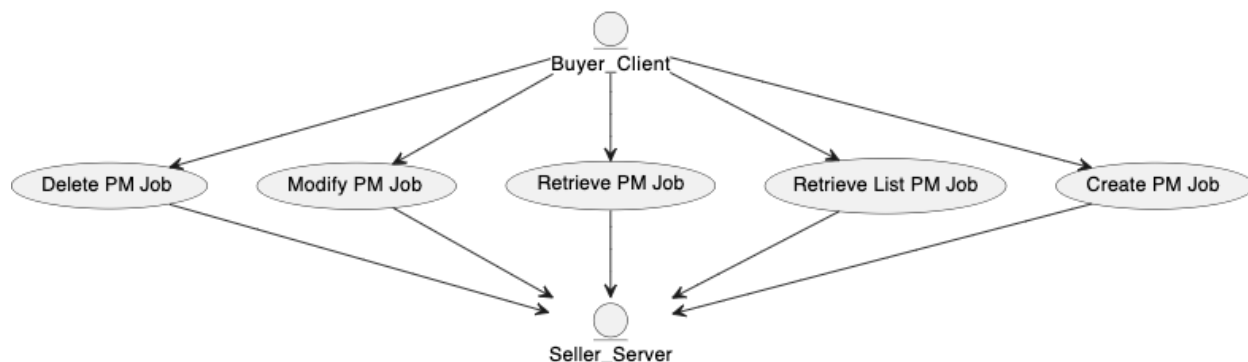 Buyer_Client
Delete PM Job
Modify PM Job
Retrieve PM Job
Retrieve List PM Job
Create PM Job
Seller_Server